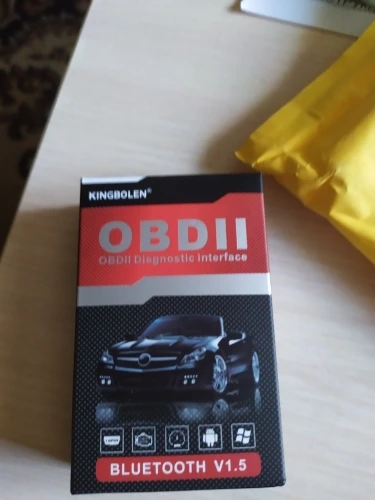 KINGBOLEN®
OBDII
OBDII Diagnostic Interface
BLUETOOTH V1.5